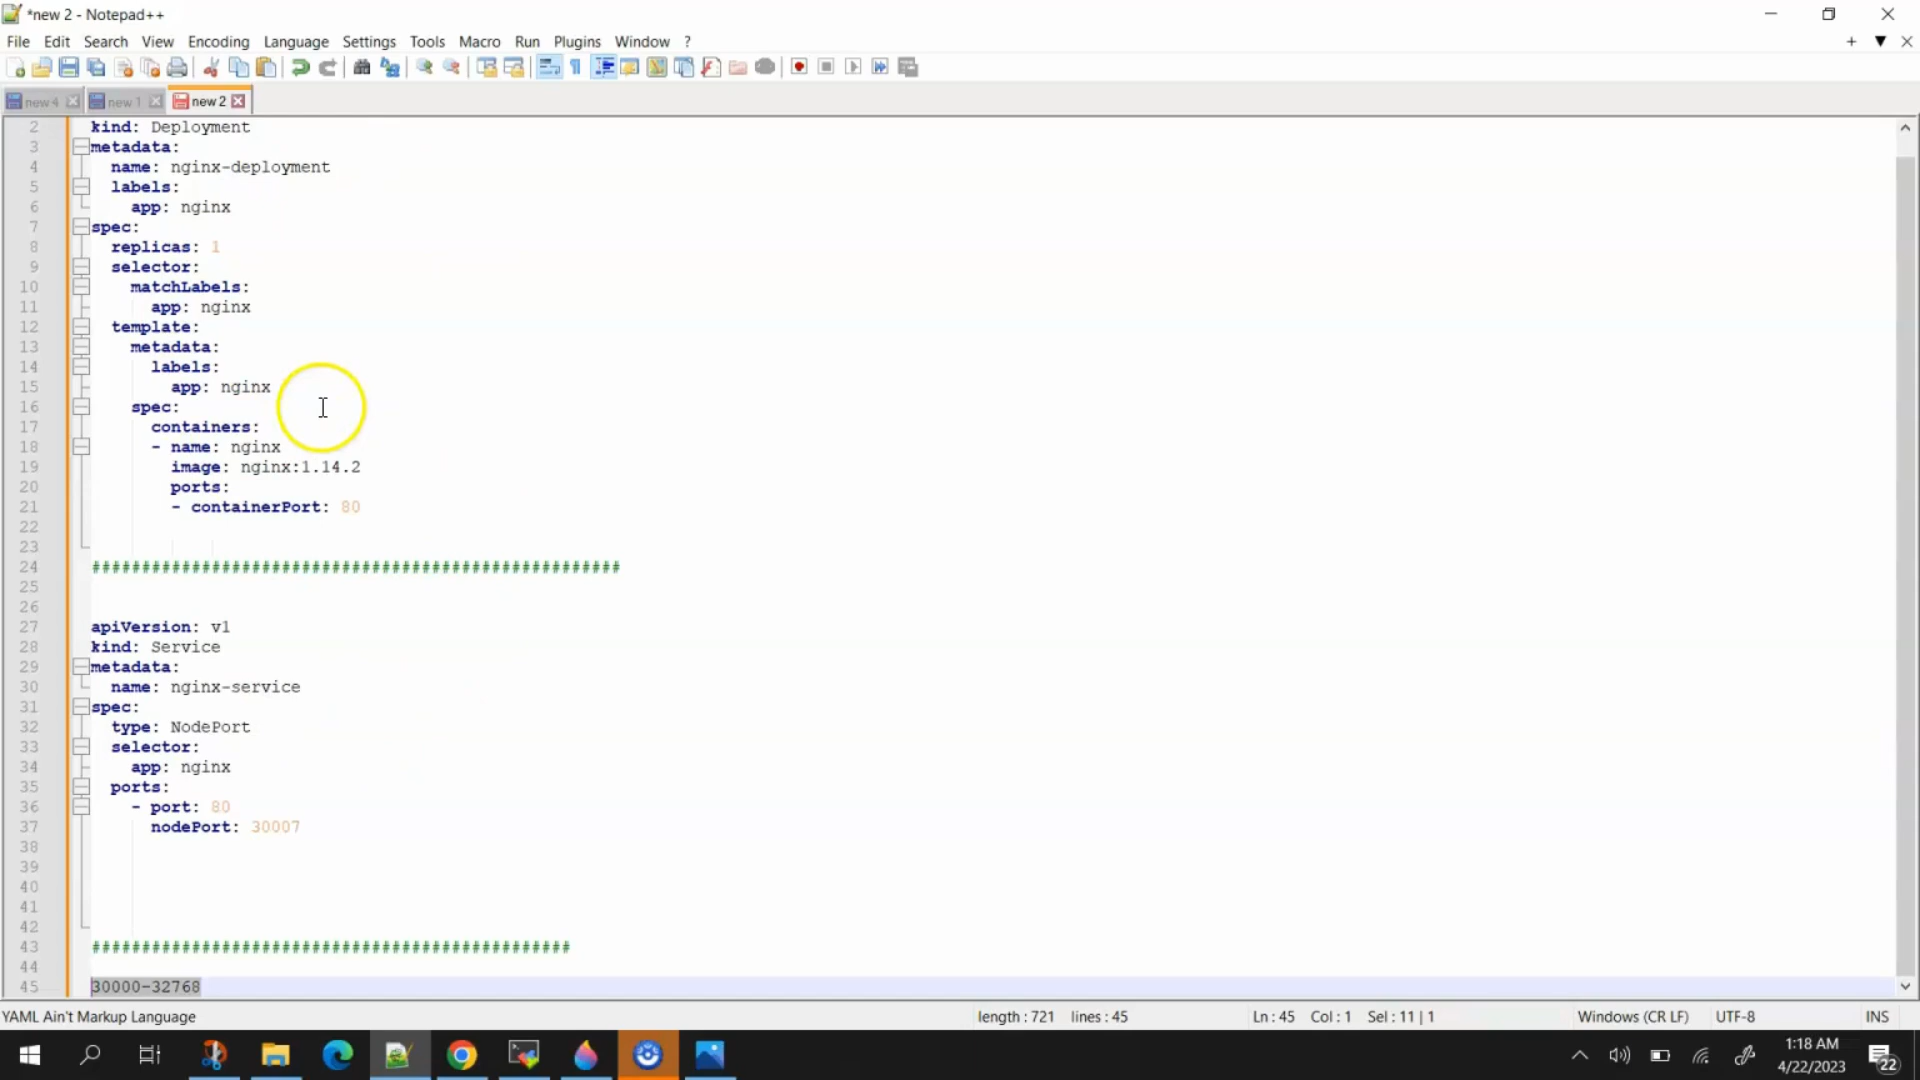 *new 2 - Notepad++
File Edit Search View Encoding Language Settings Tools Macro Run Plugins Window ?
new 4 new 1 new 2
2 kind: Deployment
3 metadata:
4 name: nginx-deployment
5 labels:
6 app: nginx
7 spec:
8 replicas: 1
9 selector:
10 matchLabels:
11 app: nginx
12 template:
13 metadata:
14 labels:
15 app: nginx
16 spec:
17 containers:
18 - name: nginx
19 image: nginx:1.14.2
20 ports:
21 - containerPort: 80
22
23
24 #####################################################
25
26
27 apiVersion: v1
28 kind: Service
29 metadata:
30 name: nginx-service
31 spec:
32 type: NodePort
33 selector:
34 app: nginx
35 ports:
36 - port: 80
37 nodePort: 30007
38
39
40
41
42
43 ################################################
44
45 30000-32768
YAML Ain't Markup Language length : 721 lines : 45 Ln : 45 Col : 1 Sel : 11 | 1 Windows (CR LF) UTF-8 INS
1:18 AM
4/22/2023
22